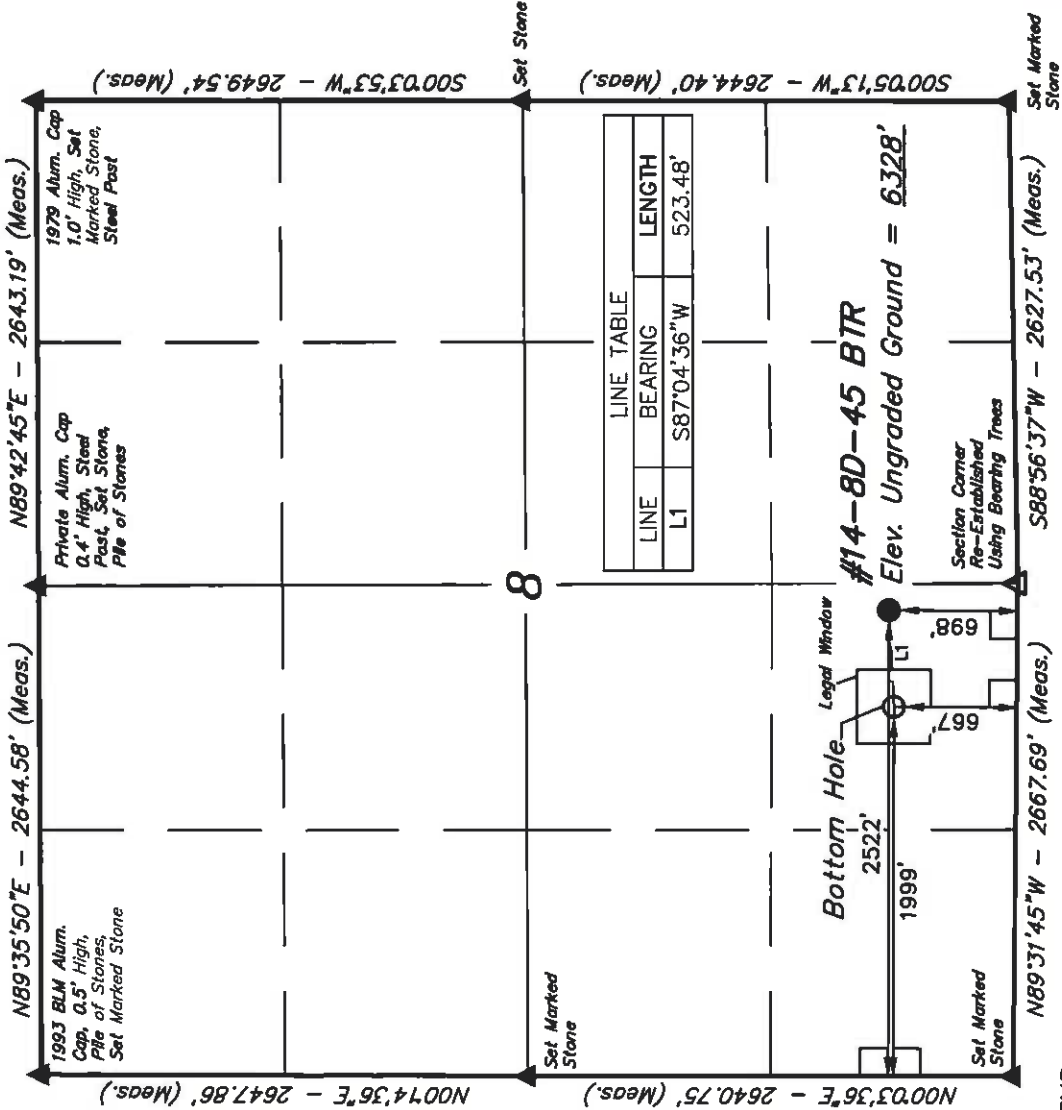 N89°35'50"E - 2644.58' (Meas.)
N89°42'45"E - 2643.19' (Meas.)
1993 BLM Alum.
Cap, 0.5' High,
Pile of Stones,
Set Marked Stone
Private Alum. Cap
0.4' High, Steel
Post, Set Stone,
Pile of Stones
1979 Alum. Cap
1.0' High, Set
Marked Stone,
Steel Post
N00°14'36"E - 2647.86' (Meas.)
S00°03'53"W - 2649.54' (Meas.)
Set Marked
Stone
8
Set Stone
LINE TABLE
LINE BEARING LENGTH
L1 S87°04'36"W 523.48'
N00°03'36"E - 2640.75' (Meas.)
S00°05'13"W - 2644.40' (Meas.)
Bottom Hole
Legal Window
#14-8D-45 BTR
Elev. Ungraded Ground = 6328'
2522'
1999'
L1
667'
698'
Section Corner
Re-Established
Using Bearing Trees
Set Marked
Stone
Set Marked
Stone
N89°31'45"W - 2667.69' (Meas.)
S88°56'37"W - 2627.53' (Meas.)